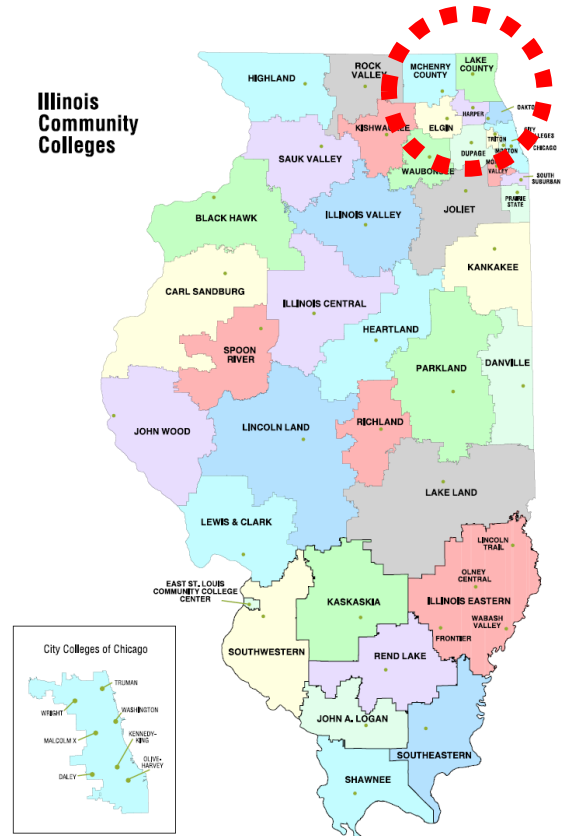 Illinois
Community
Colleges
HIGHLAND
ROCK
VALLEY
MCHENRY
COUNTY
LAKE
COUNTY
HARPER
ELGIN
TRITON
DUPAGE
CHICAGO
VALLEY
SOUTH
SUBURBAN
PRAIRIE
STATE
SAUK VALLEY
BLACK HAWK
ILLINOIS VALLEY
JOLIET
KANKAKEE
CARL SANDBURG
ILLINOIS CENTRAL
HEARTLAND
SPOON
RIVER
PARKLAND
DANVILLE
JOHN WOOD
LINCOLN LAND
RICHLAND
LAKE LAND
LEWIS & CLARK
LINCOLN
TRAIL
OLNEY
CENTRAL
ILLINOIS EASTERN
WABASH
VALLEY
FRONTIER
EAST ST. LOUIS
COMMUNITY COLLEGE
CENTER
KASKASKIA
SOUTHWESTERN
REND LAKE
JOHN A. LOGAN
SOUTHEASTERN
SHAWNEE
City Colleges of Chicago
TRUMAN
WRIGHT
WASHINGTON
MALCOLM X
KENNEDY-
KING
DALEY
OLIVE-
HARVEY